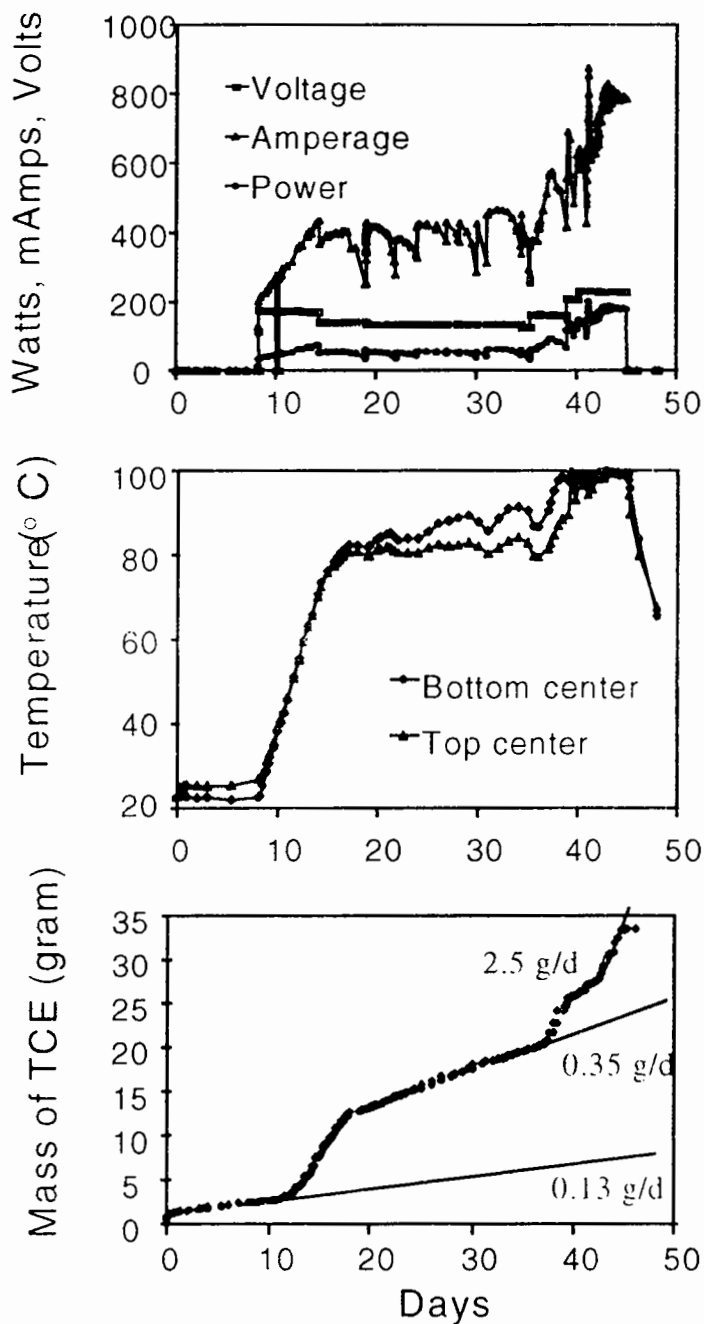 Watts, mAmps, Volts
1000
800
600
400
200
0
Voltage
Amperage
Power
0 10 20 30 40 50
Temperature(° C)
100
80
60
40
20
Bottom center
Top center
0 10 20 30 40 50
Mass of TCE (gram)
35
30
25
20
15
10
5
0
2.5 g/d
0.35 g/d
0.13 g/d
0 10 20 30 40 50
Days